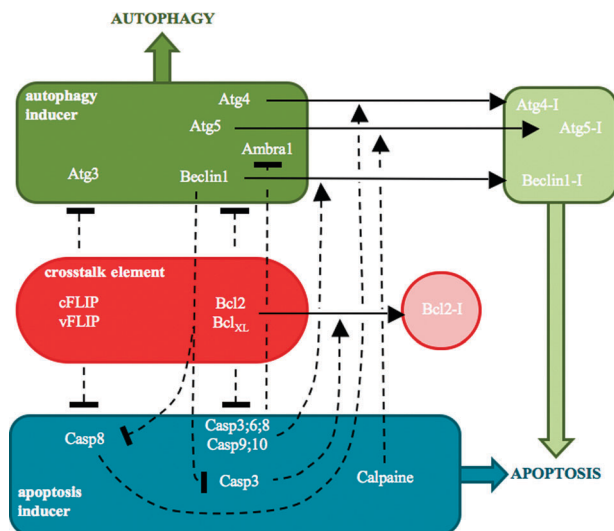 AUTOPHAGY
autophagy
inducer
Atg4
Atg5
Ambra1
Atg3
Beclin1
Atg4-I
Atg5-I
Beclin1-I
crosstalk element
cFLIP
vFLIP
Bcl2
BclXL
Bcl2-I
Casp8
Casp3;6;8
Casp9;10
Casp3
Calpaine
apoptosis
inducer
APOPTOSIS